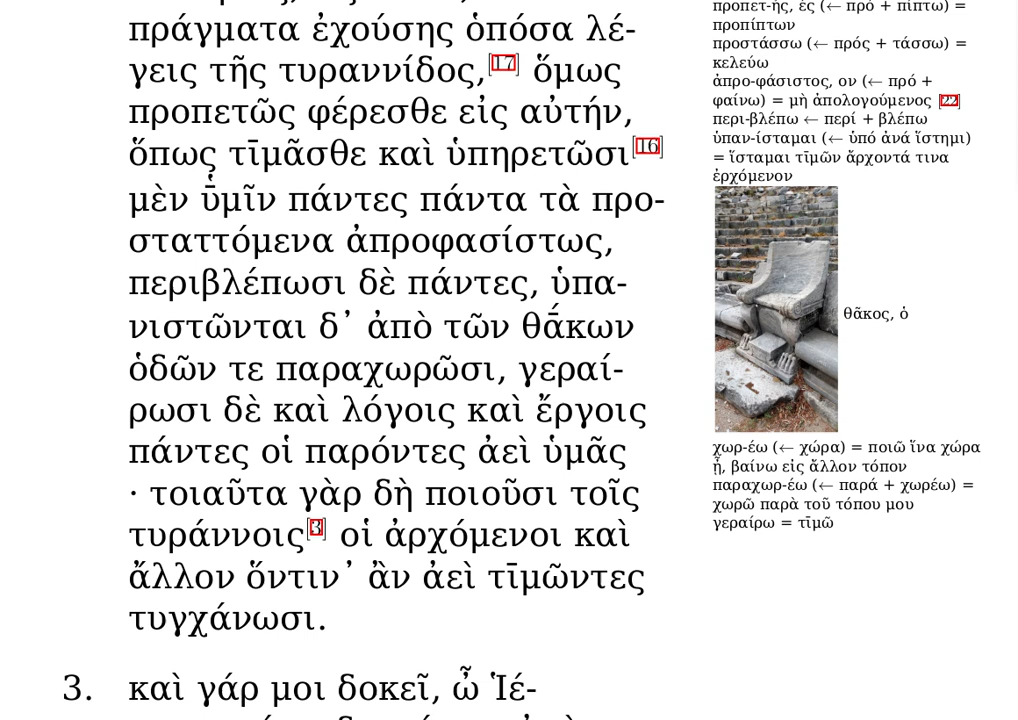 πράγματα ἐχούσης ὁπόσα λέ-
γεις τῆς τυραννίδος,[17] ὅμως
προπετῶς φέρεσθε εἰς αὐτήν,
ὅπως τῑμᾶσθε καὶ ὑπηρετῶσι[16]
μὲν ῡ̔μῖν πάντες πάντα τὰ προ-
σταττόμενα ἀπροφασίστως,
περιβλέπωσι δὲ πάντες, ὑπα-
νιστῶνται δ᾽ ἀπὸ τῶν θᾱ́κων
ὁδῶν τε παραχωρῶσι, γεραί-
ρωσι δὲ καὶ λόγοις καὶ ἔργοις
πάντες οἱ παρόντες ἀεὶ ὑμᾶς
· τοιαῦτα γὰρ δὴ ποιοῦσι τοῖς
τυράννοις[3] οἱ ἀρχόμενοι καὶ
ἄλλον ὅντιν᾽ ἂν ἀεὶ τῑμῶντες
τυγχάνωσι.
3. καὶ γάρ μοι δοκεῖ, ὦ Ἱέ-
προπετ-ής, ές (← πρό + πίπτω) =
προπίπτων
προστάσσω (← πρός + τάσσω) =
κελεύω
ἀπρο-φάσιστος, ον (← πρό +
φαίνω) = μὴ ἀπολογούμενος [22]
περι-βλέπω ← περί + βλέπω
ὑπαν-ίσταμαι (← ὑπό ἀνά ἵστημι)
= ἵσταμαι τῑμῶν ἄρχοντά τινα
ἐρχόμενον
θᾶκος, ὁ
χωρ-έω (← χώρα) = ποιῶ ἵνα χώρα
ᾖ, βαίνω εἰς ἄλλον τόπον
παραχωρ-έω (← παρά + χωρέω) =
χωρῶ παρὰ τοῦ τόπου μου
γεραίρω = τῑμῶ